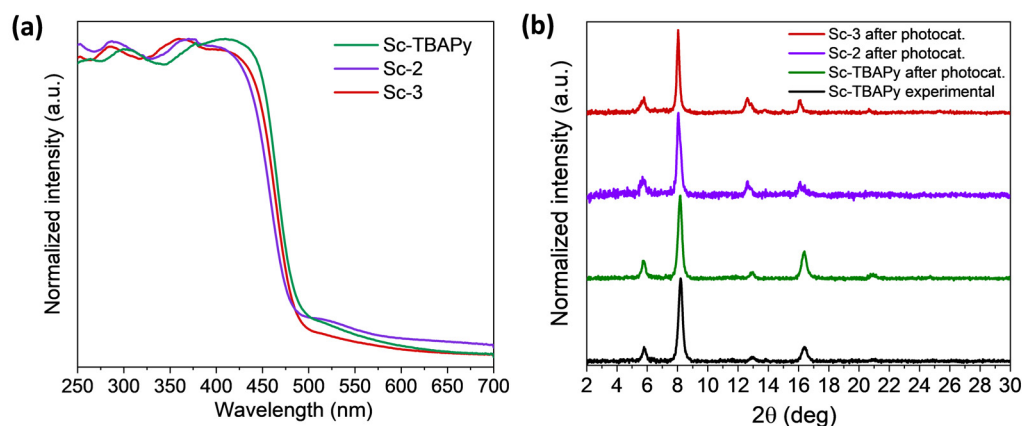 (a)
Normalized intensity (a.u.)
Sc-TBAPy
Sc-2
Sc-3
250 300 350 400 450 500 550 600 650 700
Wavelength (nm)
(b)
Normalized intensity (a.u.)
Sc-3 after photocat.
Sc-2 after photocat.
Sc-TBAPy after photocat.
Sc-TBAPy experimental
2 4 6 8 10 12 14 16 18 20 22 24 26 28 30
2θ (deg)